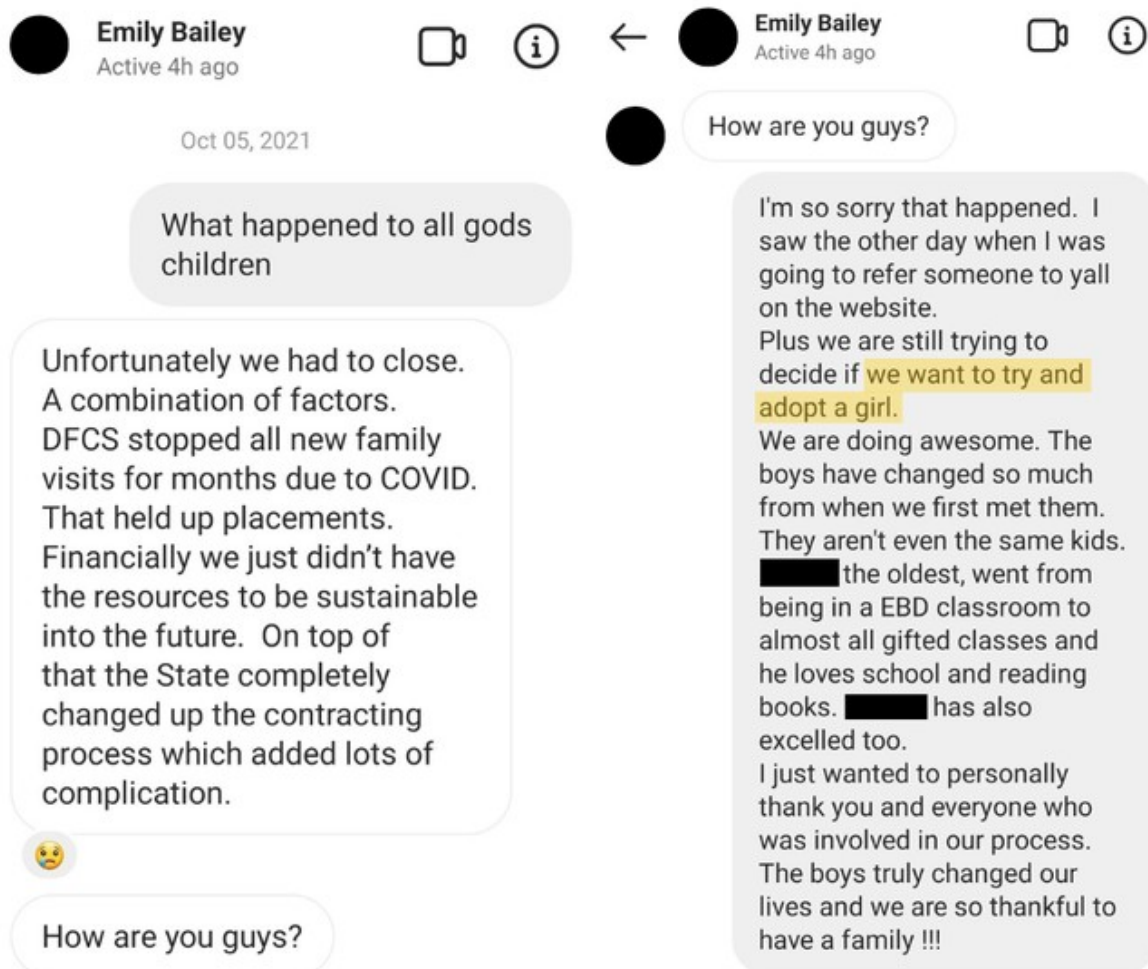 Emily Bailey
Active 4h ago
Oct 05, 2021
What happened to all gods
children
Unfortunately we had to close.
A combination of factors.
DFCS stopped all new family
visits for months due to COVID.
That held up placements.
Financially we just didn’t have
the resources to be sustainable
into the future.  On top of
that the State completely
changed up the contracting
process which added lots of
complication.
How are you guys?
Emily Bailey
Active 4h ago
How are you guys?
I'm so sorry that happened.  I
saw the other day when I was
going to refer someone to yall
on the website.
Plus we are still trying to
decide if we want to try and
adopt a girl.
We are doing awesome. The
boys have changed so much
from when we first met them.
They aren't even the same kids.
the oldest, went from
being in a EBD classroom to
almost all gifted classes and
he loves school and reading
books. has also
excelled too.
I just wanted to personally
thank you and everyone who
was involved in our process.
The boys truly changed our
lives and we are so thankful to
have a family !!!